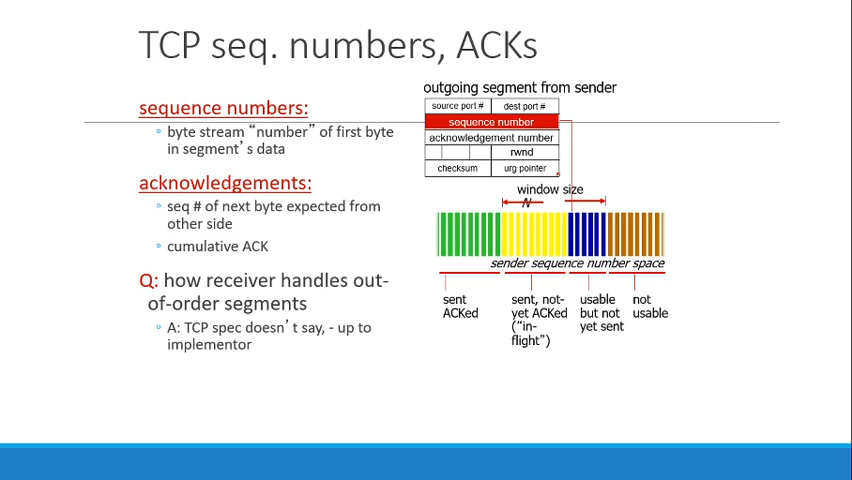 TCP seq. numbers, ACKs
sequence numbers:
byte stream “number” of first byte
in segment’s data
acknowledgements:
seq # of next byte expected from
other side
cumulative ACK
Q: how receiver handles out-
of-order segments
A: TCP spec doesn’t say, - up to
implementor
outgoing segment from sender
source port # dest port #
sequence number
acknowledgement number
rwnd
checksum urg pointer
window size
N
sender sequence number space
sent
ACKed
sent, not-
yet ACKed
(“in-
flight”)
usable
but not
yet sent
not
usable